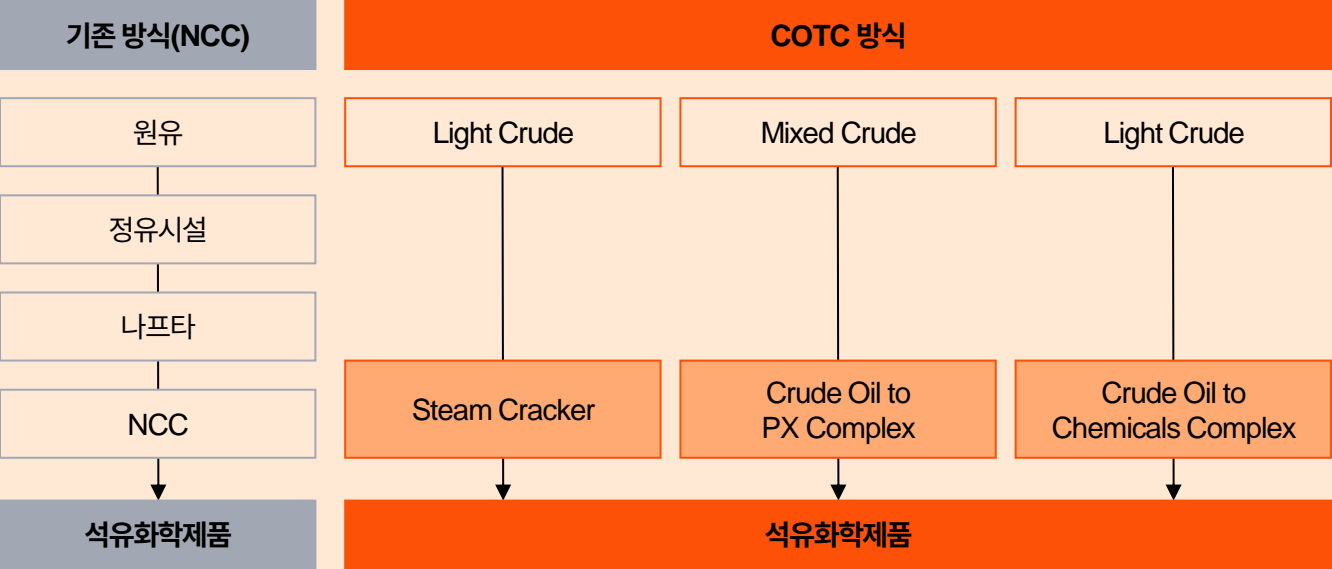 기존 방식(NCC)
COTC 방식
원유
Light Crude
Mixed Crude
Light Crude
정유시설
나프타
NCC
Steam Cracker
Crude Oil to
PX Complex
Crude Oil to
Chemicals Complex
석유화학제품
석유화학제품